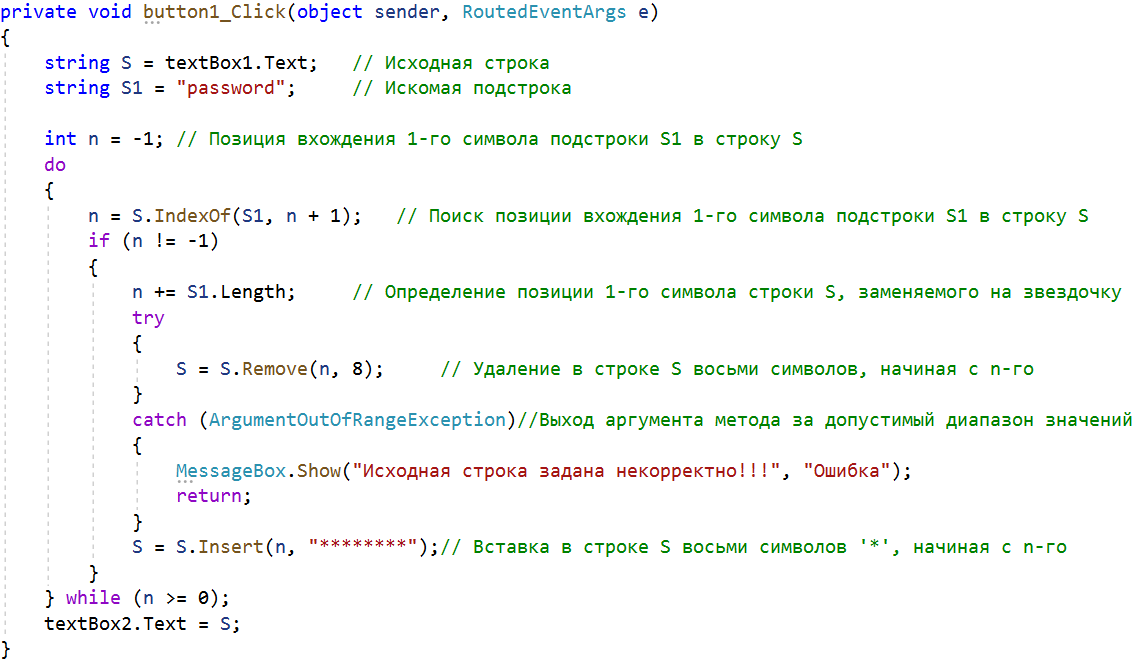 private void button1_Click(object sender, RoutedEventArgs e)
{
    string S = textBox1.Text;   // Исходная строка
    string S1 = "password";     // Искомая подстрока

    int n = -1; // Позиция вхождения 1-го символа подстроки S1 в строку S
    do
    {
        n = S.IndexOf(S1, n + 1);   // Поиск позиции вхождения 1-го символа подстроки S1 в строку S
        if (n != -1)
        {
            n += S1.Length;     // Определение позиции 1-го символа строки S, заменяемого на звездочку
            try
            {
                S = S.Remove(n, 8);     // Удаление в строке S восьми символов, начиная с n-го
            }
            catch (ArgumentOutOfRangeException)//Выход аргумента метода за допустимый диапазон значений
            {
                MessageBox.Show("Исходная строка задана некорректно!!!", "Ошибка");
                return;
            }
            S = S.Insert(n, "********");// Вставка в строке S восьми символов '*', начиная с n-го
        }
    } while (n >= 0);
    textBox2.Text = S;
}